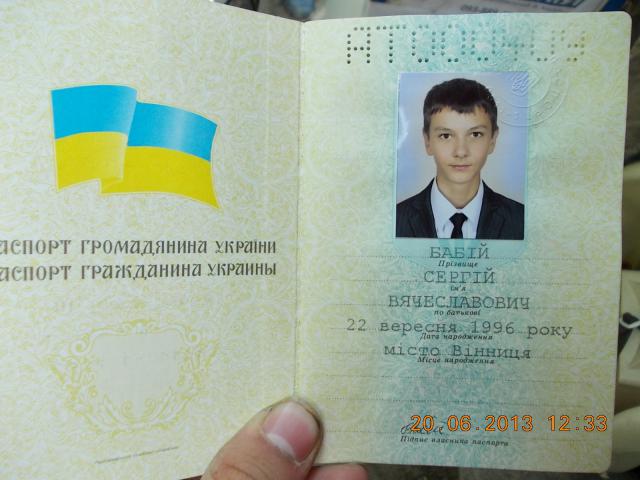 АСПОРТ ГРОМАДЯНИНА УКРАЇНИ
АСПОРТ ГРАЖДАНИНА УКРАИНЫ
БАБІЙ
Прізвище
СЕРГІЙ
ім'я
ВЯЧЕСЛАВОВИЧ
по батькові
22 вересня 1996 року
Дата народження
місто Вінниця
Місце народження
20.06.2013 12:33
Підпис власника паспорта